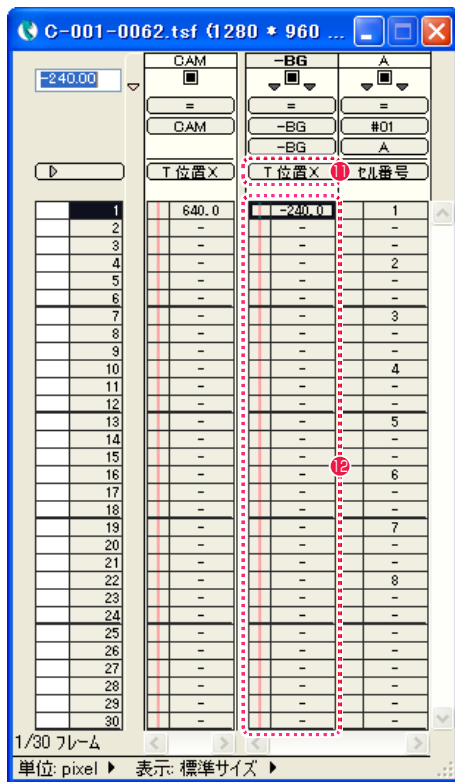 C-001-0062.tsf (1280 * 960 ...
CAM -BG A
-240.00
= = =
CAM -BG #01
-BG A
T 位置X T 位置X ⓫ セル番号
1 640.0 -240.0 1
2 - - -
3 - - -
4 - - 2
5 - - -
6 - - -
7 - - 3
8 - - -
9 - - -
10 - - 4
11 - - -
12 - - -
13 - - 5
14 - - -
15 - - -
16 - - ⓬ 6
17 - - -
18 - - -
19 - - 7
20 - - -
21 - - -
22 - - 8
23 - - -
24 - - -
25 - - -
26 - - -
27 - - -
28 - - -
29 - - -
30 - - -
1/30 フレーム
単位: pixel 表示: 標準サイズ